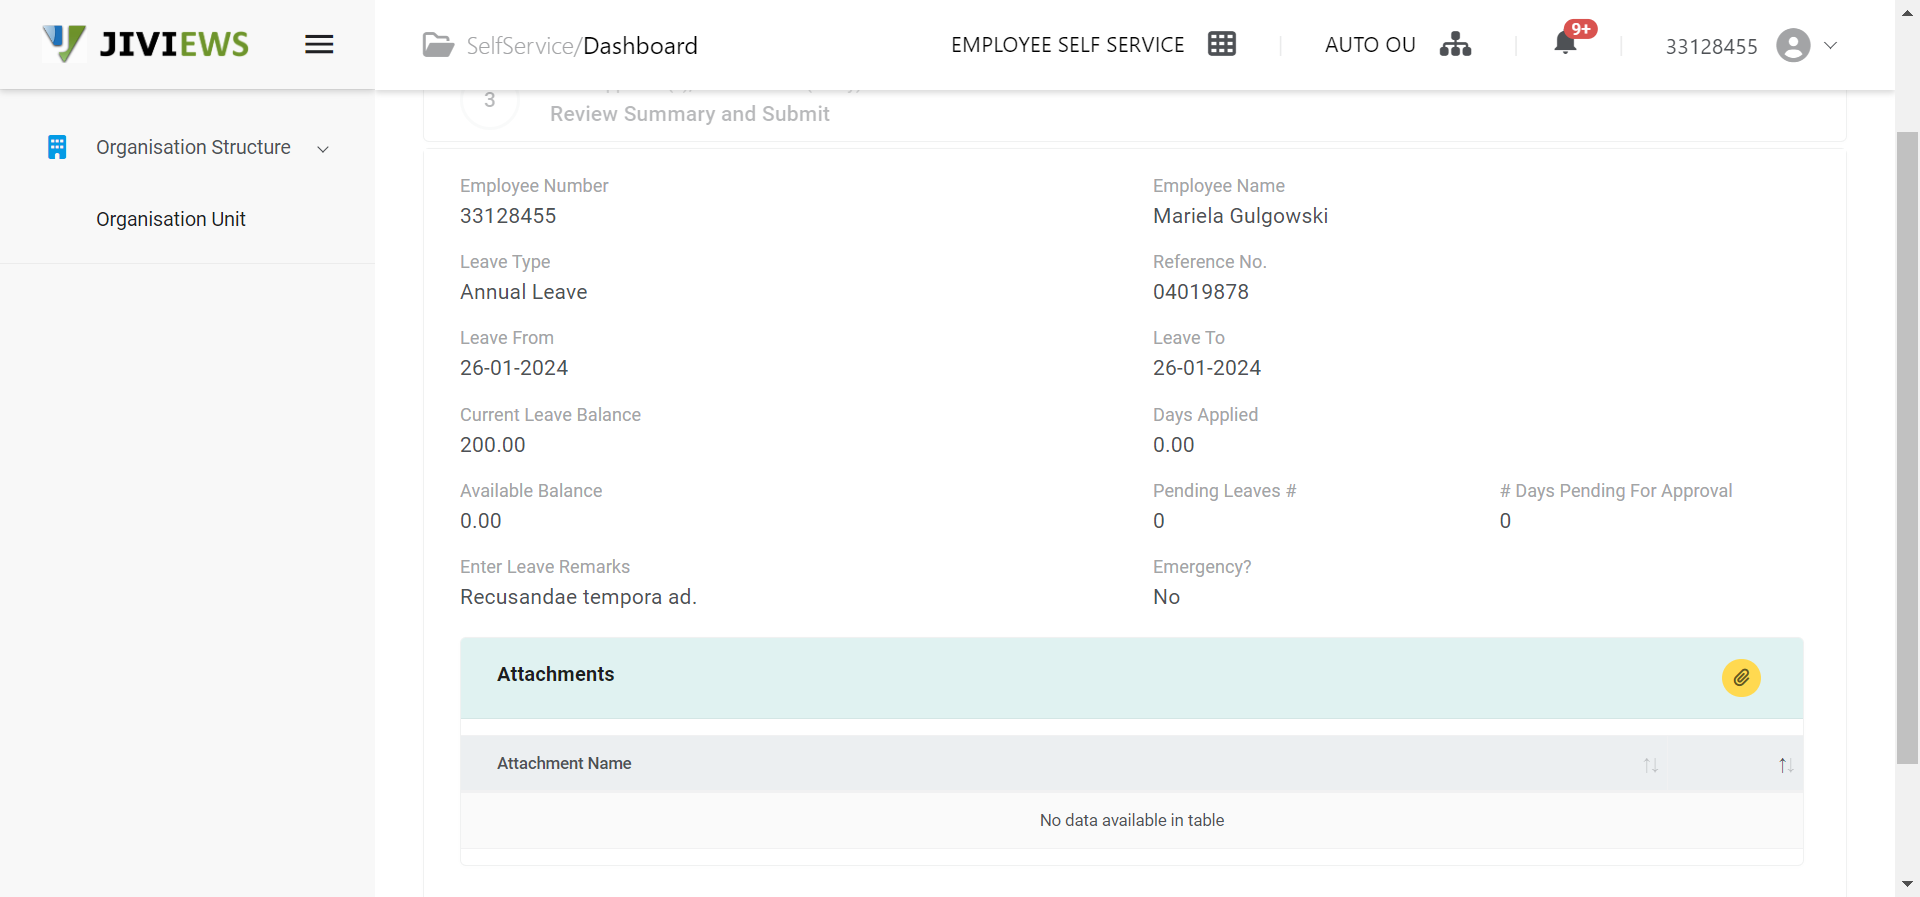 JIVIEWS
SelfService/Dashboard
EMPLOYEE SELF SERVICE
AUTO OU
9+
33128455
Organisation Structure
Organisation Unit
3
Review Summary and Submit
Employee Number
33128455
Employee Name
Mariela Gulgowski
Leave Type
Annual Leave
Reference No.
04019878
Leave From
26-01-2024
Leave To
26-01-2024
Current Leave Balance
200.00
Days Applied
0.00
Available Balance
0.00
Pending Leaves #
0
# Days Pending For Approval
0
Enter Leave Remarks
Recusandae tempora ad.
Emergency?
No
Attachments
Attachment Name
No data available in table